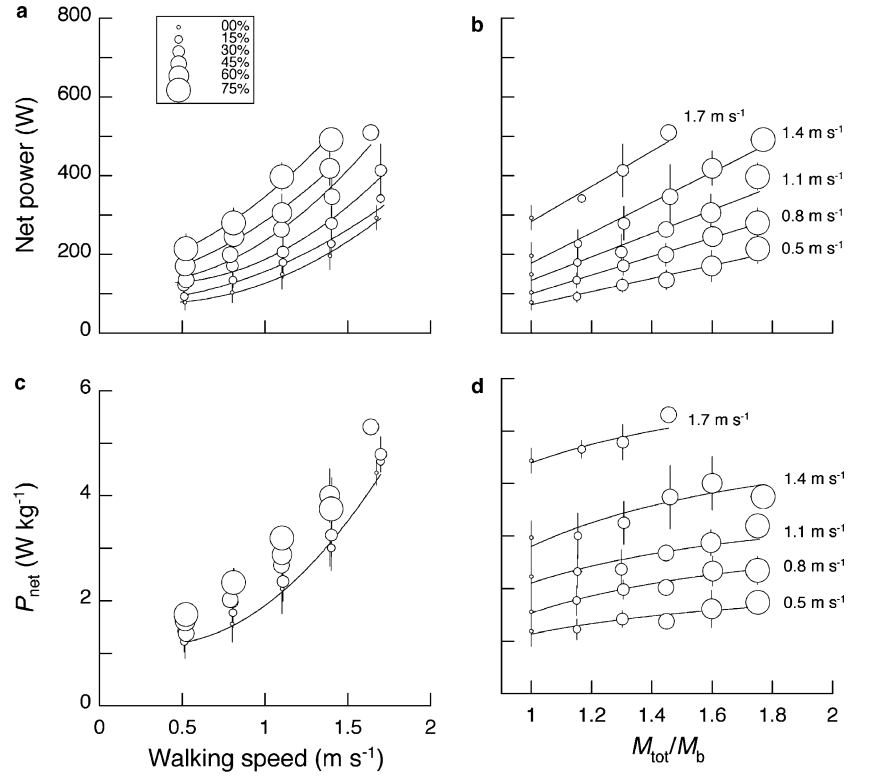 a
800
600
400
200
0
Net power (W)
00%
15%
30%
45%
60%
75%
b
1.7 m s-1
1.4 m s-1
1.1 m s-1
0.8 m s-1
0.5 m s-1
c
6
4
2
0
Pnet (W kg-1)
0
0.5
1
1.5
2
Walking speed (m s-1)
d
1.7 m s-1
1.4 m s-1
1.1 m s-1
0.8 m s-1
0.5 m s-1
1
1.2
1.4
1.6
1.8
2
Mtot/Mb